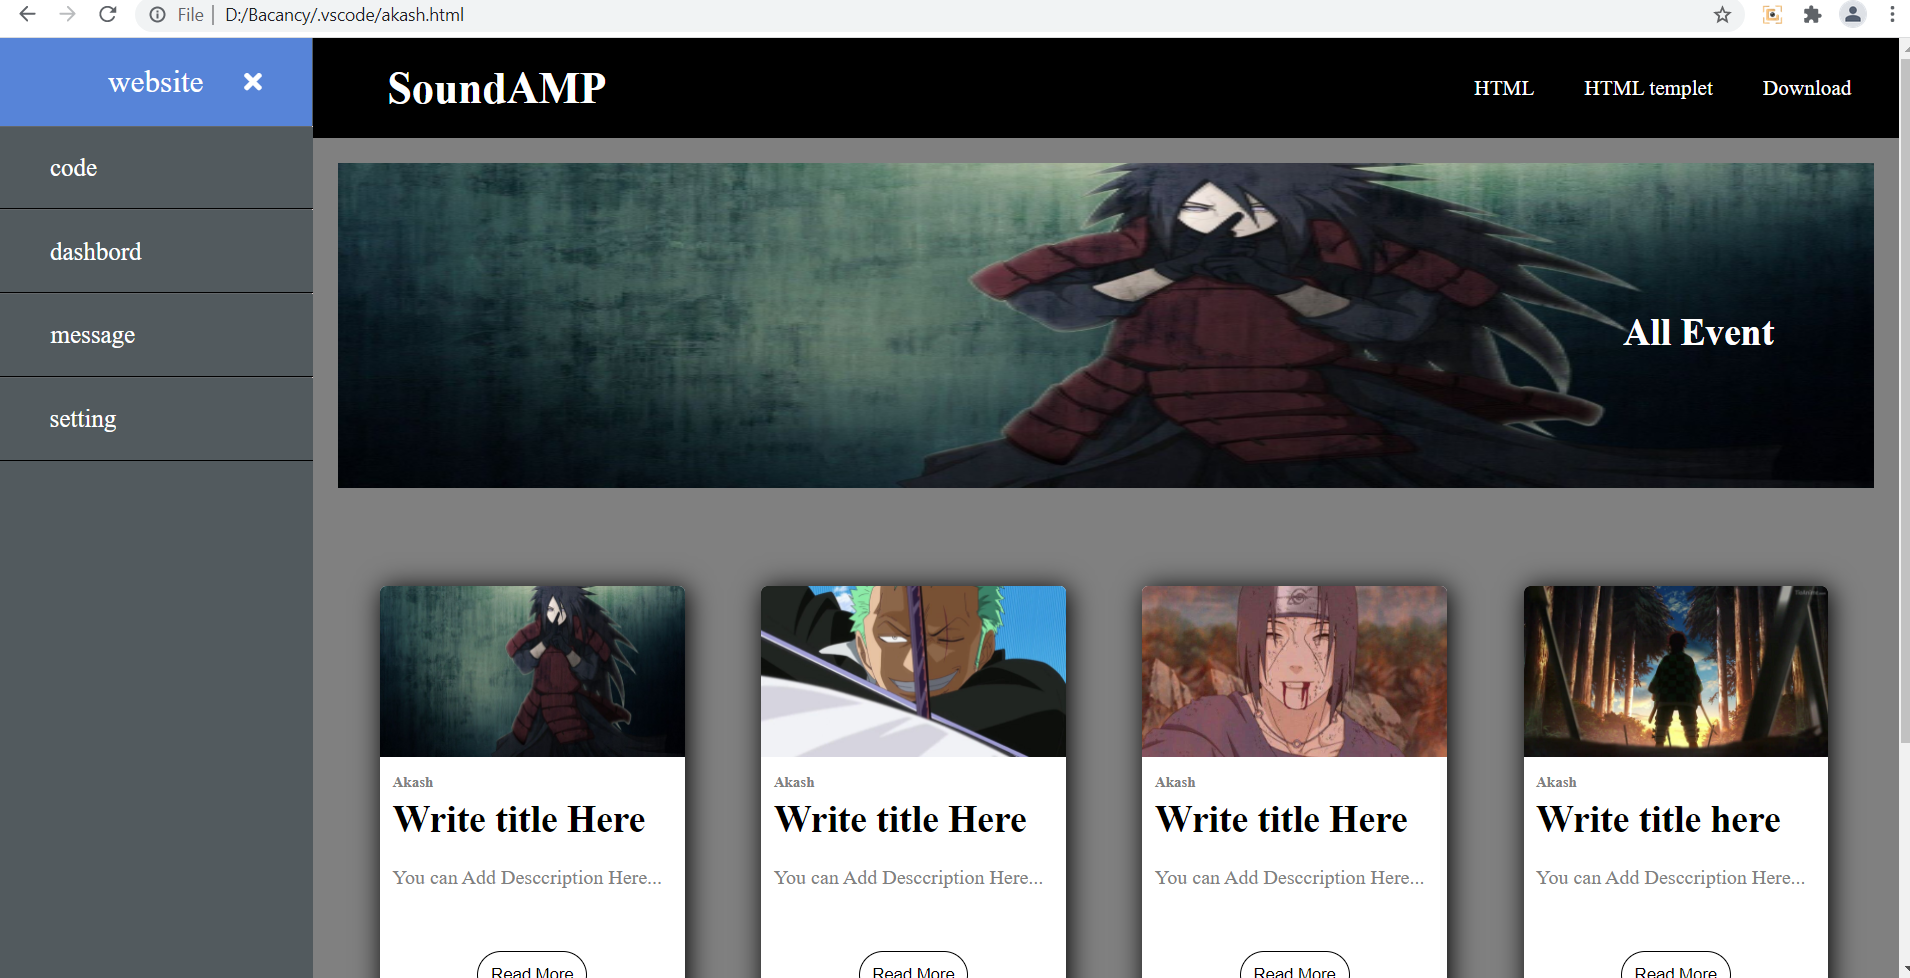 File | D:/Bacancy/.vscode/akash.html
website
SoundAMP
HTML HTML templet Download
code
dashbord
message
setting
All Event
Akash
Write title Here
You can Add Desccription Here...
Read More
Akash
Write title Here
You can Add Desccription Here...
Read More
Akash
Write title Here
You can Add Desccription Here...
Read More
Akash
Write title here
You can Add Desccription Here...
Read More